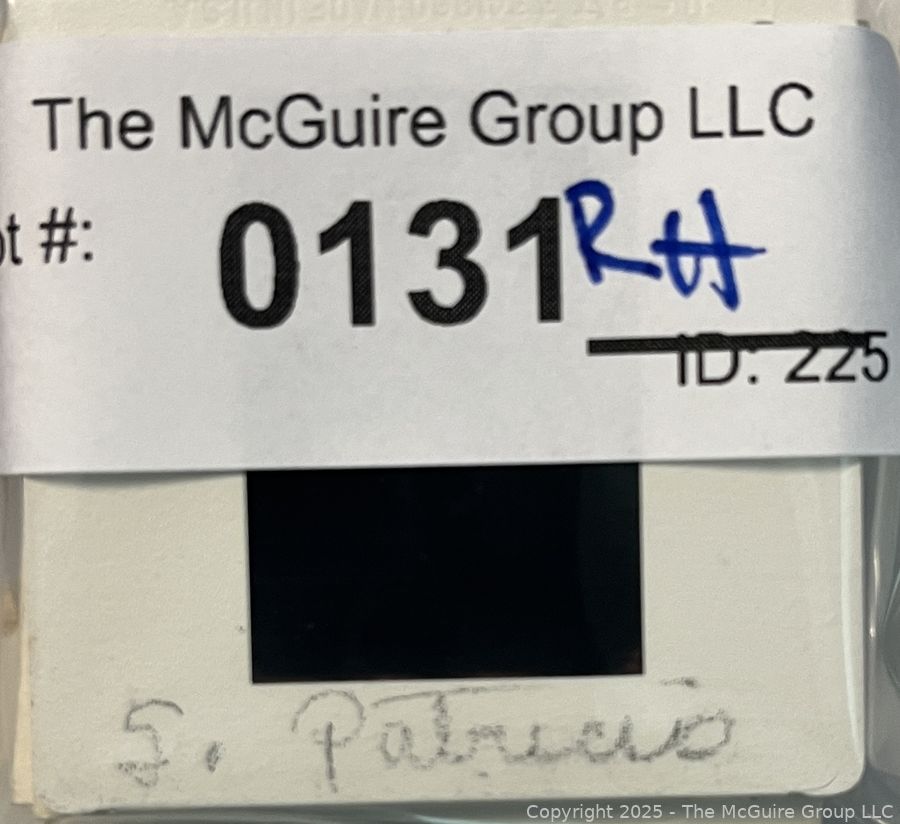 The McGuire Group LLC
ot #:
0131 RH
ID: 225
S. Patricio
Copyright 2025 - The McGuire Group LLC